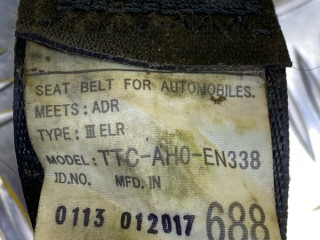 SEAT BELT FOR AUTOMOBILES.
MEETS: ADR
TYPE: III ELR
MODEL: TTC-AHO-EN338
ID.NO. MFD. IN
0113 012017 688